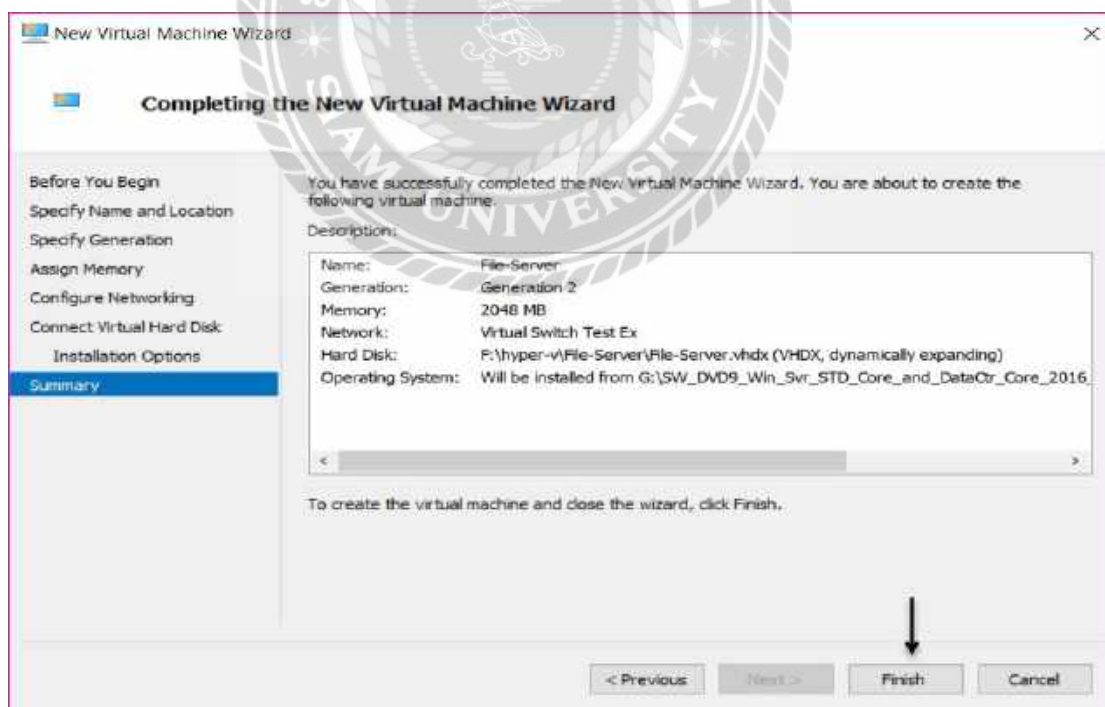 New Virtual Machine Wizard
Completing the New Virtual Machine Wizard
Before You Begin
Specify Name and Location
Specify Generation
Assign Memory
Configure Networking
Connect Virtual Hard Disk
Installation Options
Summary
You have successfully completed the New Virtual Machine Wizard. You are about to create the
following virtual machine.
Description:
Name: File-Server
Generation: Generation 2
Memory: 2048 MB
Network: Virtual Switch Test Ex
Hard Disk: F:\hyper-v\File-Server\File-Server.vhdx (VHDX, dynamically expanding)
Operating System: Will be installed from G:\SW_DVD9_Win_Svr_STD_Core_and_DataCtr_Core_2016_
To create the virtual machine and close the wizard, click Finish.
< Previous
Next >
Finish
Cancel
SIAM UNIVERSITY